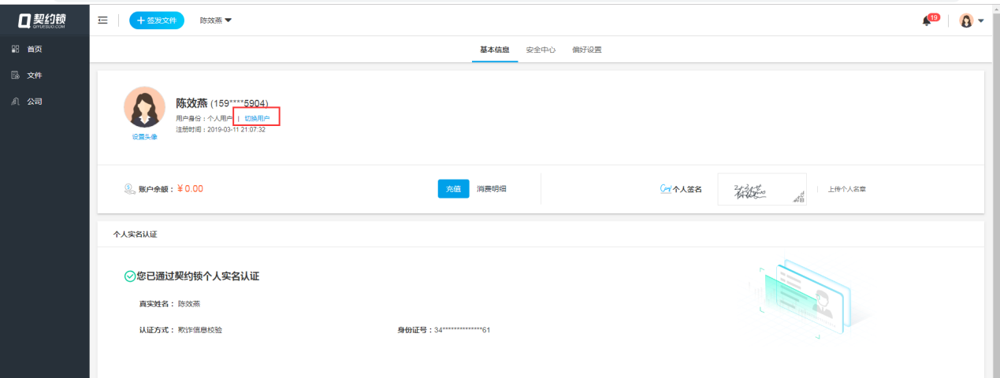 契约锁
QIYUESUO.COM
签发文件
陈效燕
19
首页
文件
公司
基本信息 安全中心 偏好设置
陈效燕 (159****5904)
用户身份：个人用户 | 切换用户
注册时间：2019-03-11 21:07:32
设置头像
账户余额：￥0.00
充值 消费明细
个人签名
上传个人名章
个人实名认证
您已通过契约锁个人实名认证
真实姓名： 陈效燕
认证方式： 欺诈信息校验
身份证号：34**************61